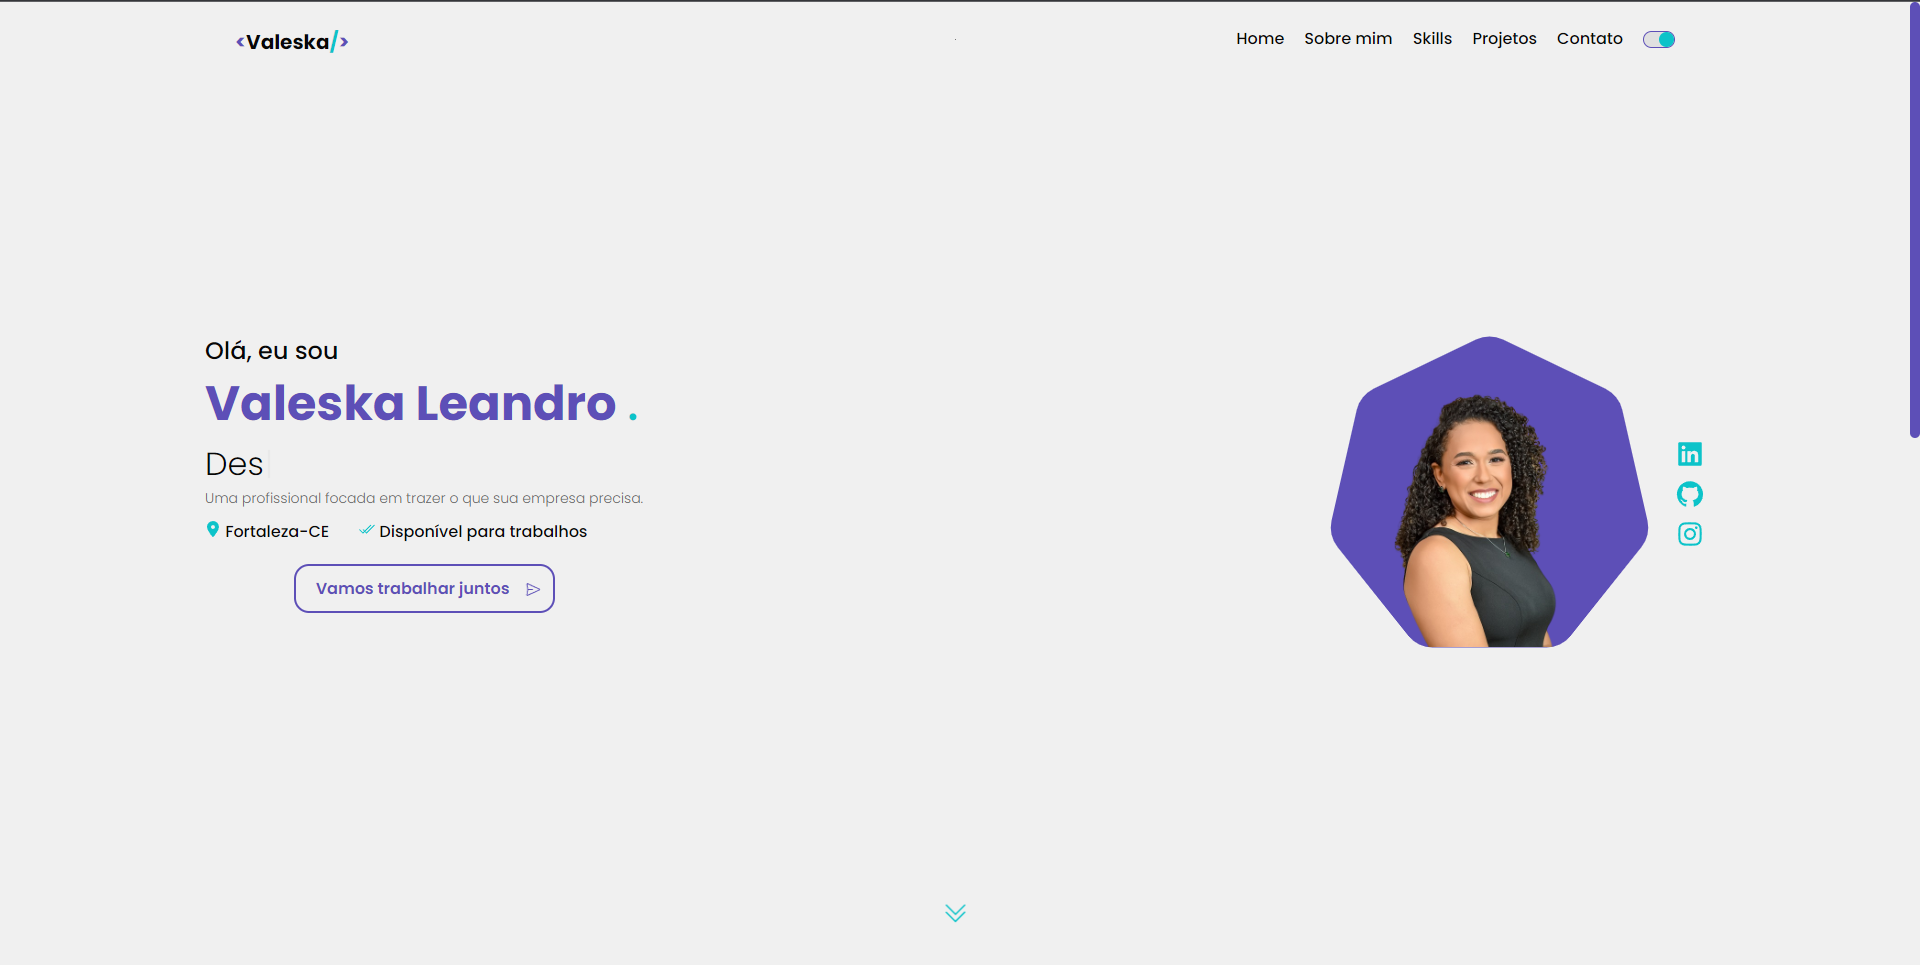 <Valeska/>
Home Sobre mim Skills Projetos Contato
Olá, eu sou
Valeska Leandro .
Des
Uma profissional focada em trazer o que sua empresa precisa.
Fortaleza-CE Disponível para trabalhos
Vamos trabalhar juntos
in